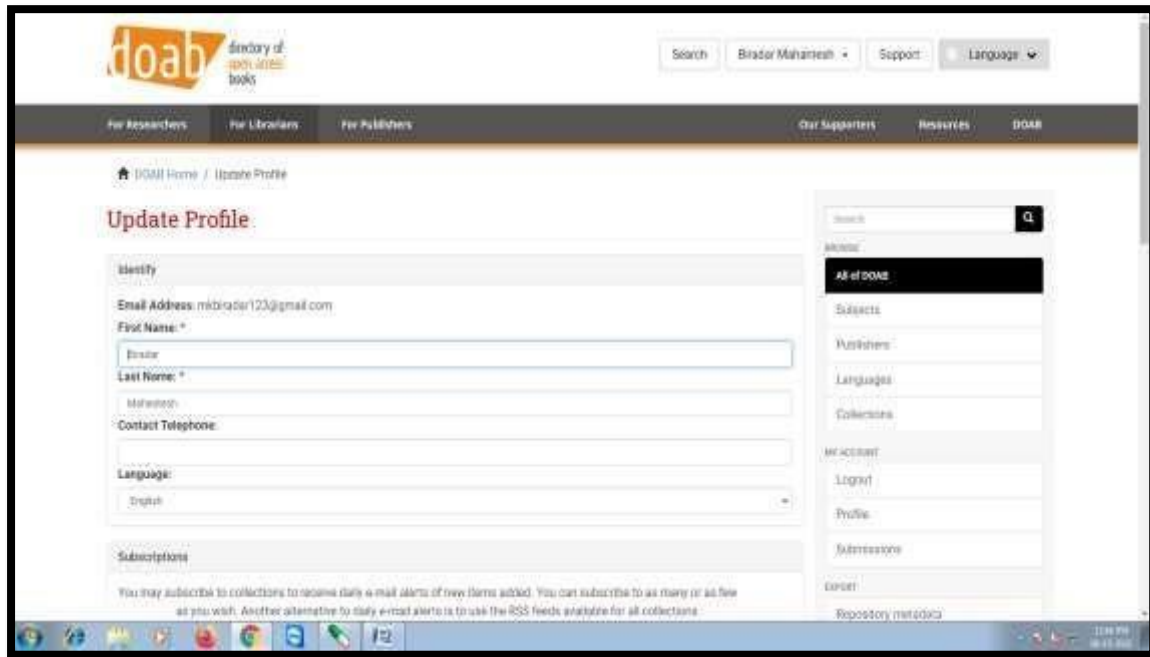 doab
directory of
open access
books
Search
Biradar Mahantesh
Support
Language
For Researchers
For Librarians
For Publishers
Our Supporters
Resources
DOAB
DOAB Home / Update Profile
Update Profile
Search
BROWSE
Identify
All of DOAB
Email Address: mkbiradar123@gmail.com
Subjects
First Name: *
Biradar
Publishers
Last Name: *
Mahantesh
Languages
Contact Telephone:
Collections
MY ACCOUNT
Language:
English
Logout
Profile
Submissions
Subscriptions
You may subscribe to collections to receive daily e-mail alerts of new items added. You can subscribe to as many or as few
as you wish. Another alternative to daily e-mail alerts is to use the RSS feeds available for all collections
EXPORT
Repository metadata